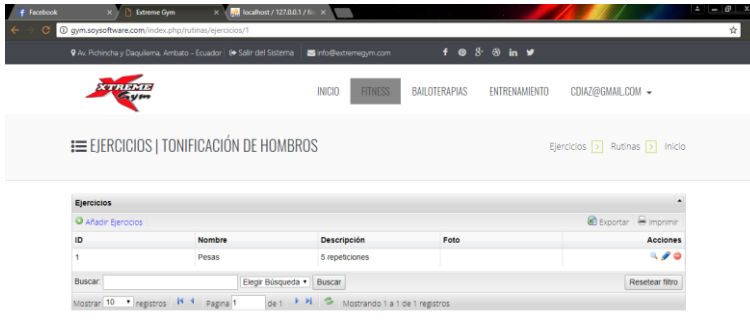 Facebook × Extreme Gym × localhost / 127.0.0.1 / ×
gym.soysoftware.com/index.php/rutinas/ejercicios/1
Av. Pichincha y Daquilema. Ambato - Ecuador Salir del Sistema info@extremegym.com
XTREME
Gym
INICIO FITNESS BAILOTERAPIAS ENTRENAMIENTO CDIAZ@GMAIL.COM
EJERCICIOS | TONIFICACIÓN DE HOMBROS
Ejercicios > Rutinas > Inicio
Ejercicios
Añadir Ejercicios Exportar Imprimir
ID Nombre Descripción Foto Acciones
1 Pesas 5 repeticiones
Buscar: Elegir Búsqueda Buscar Resetear filtro
Mostrar 10 registros Pagina 1 de 1 Mostrando 1 a 1 de 1 registros